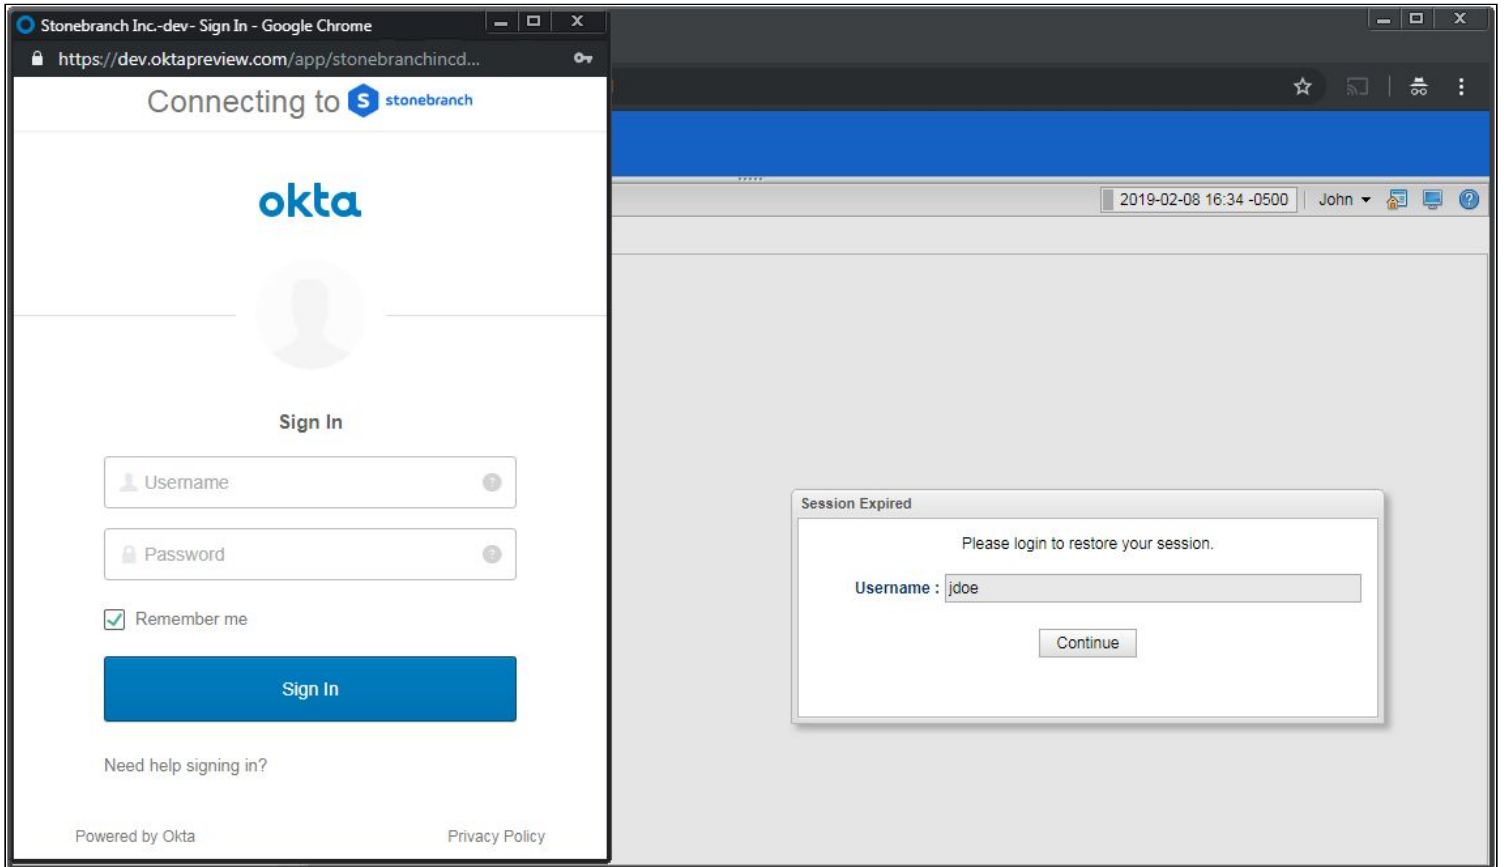 Stonebranch Inc.-dev- Sign In - Google Chrome
https://dev.oktapreview.com/app/stonebranchincd...
Connecting to S stonebranch
okta
Sign In
Username
Password
Remember me
Sign In
Need help signing in?
Powered by Okta Privacy Policy
2019-02-08 16:34 -0500 John
Session Expired
Please login to restore your session.
Username : jdoe
Continue